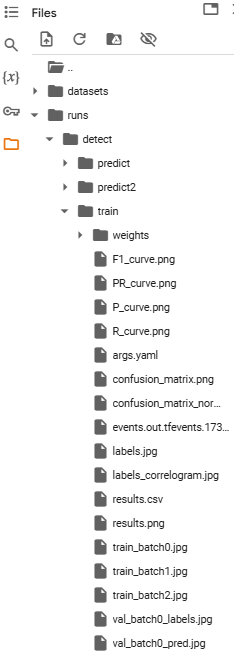 Files
{x}
..
datasets
runs
detect
predict
predict2
train
weights
F1_curve.png
PR_curve.png
P_curve.png
R_curve.png
args.yaml
confusion_matrix.png
confusion_matrix_nor...
events.out.tfevents.173...
labels.jpg
labels_correlogram.jpg
results.csv
results.png
train_batch0.jpg
train_batch1.jpg
train_batch2.jpg
val_batch0_labels.jpg
val_batch0_pred.jpg